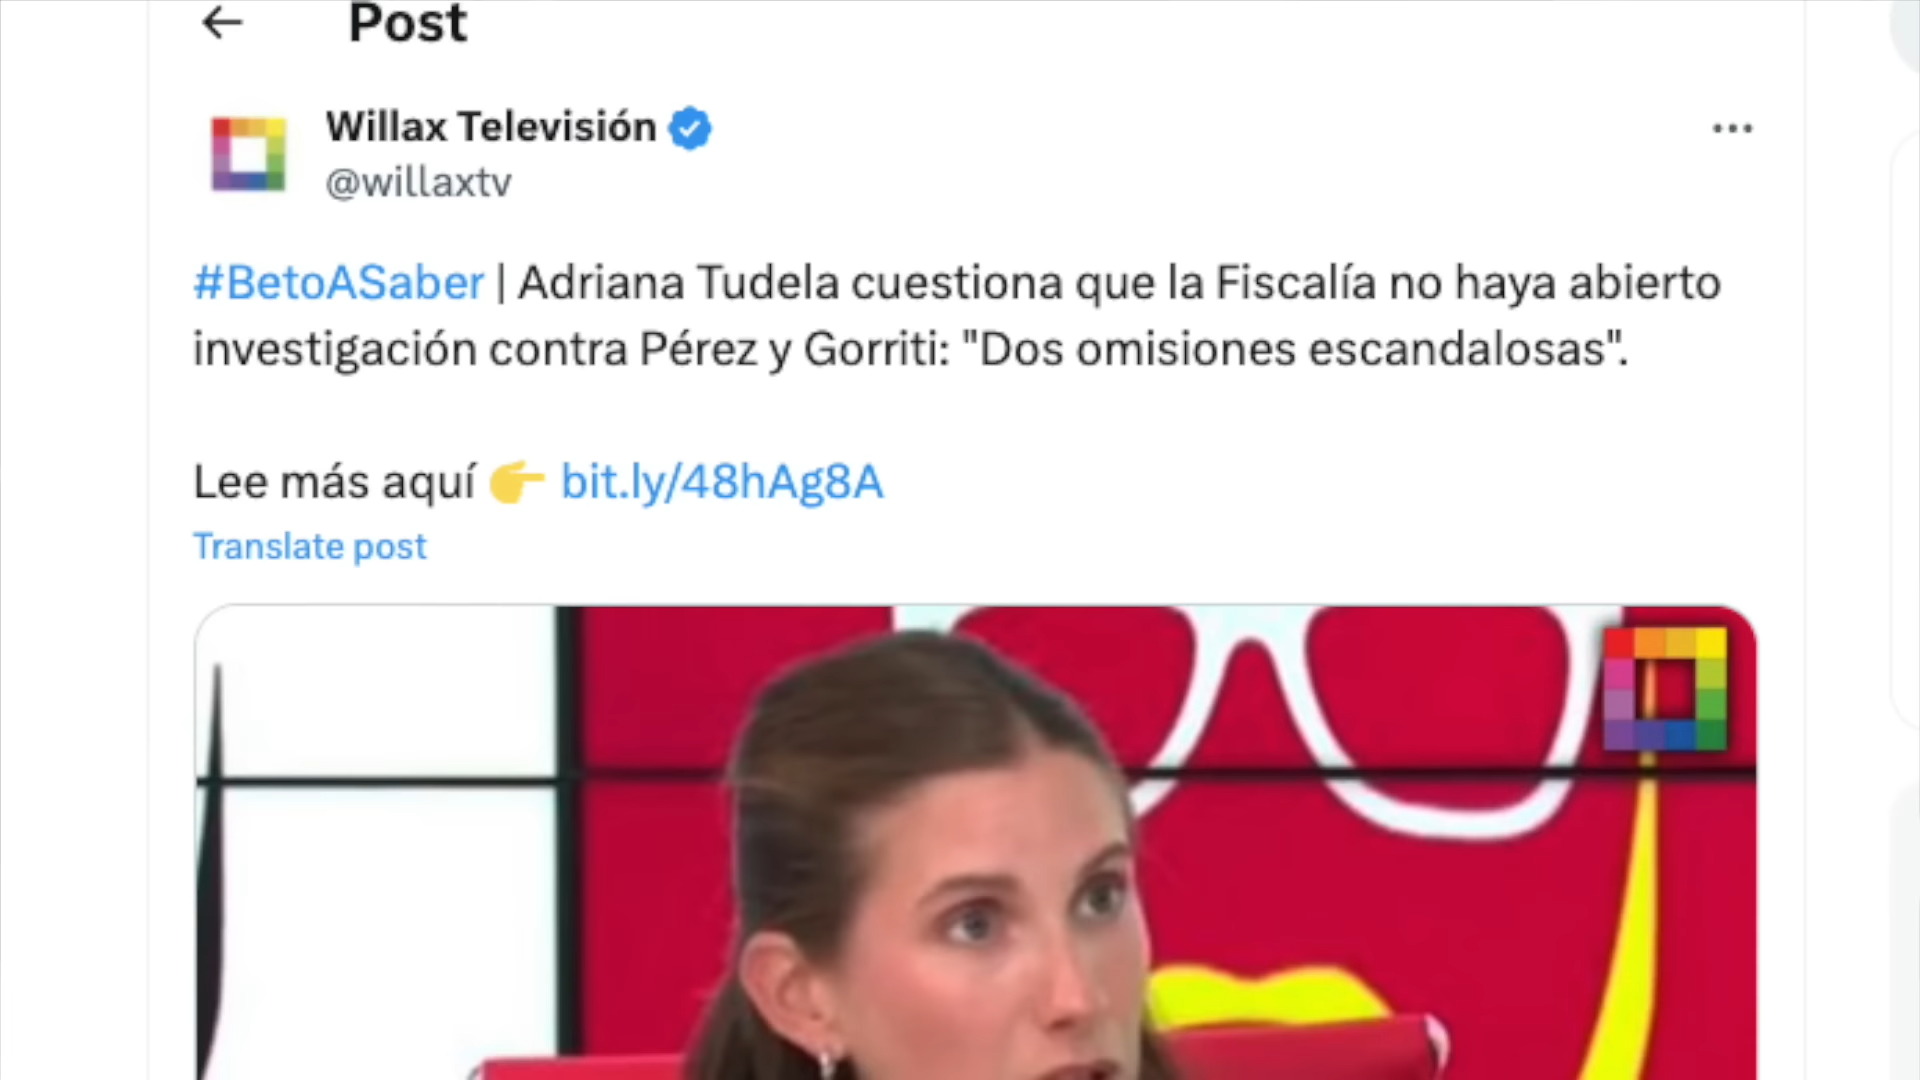 Post
Willax Televisión
@willaxtv
#BetoASaber | Adriana Tudela cuestiona que la Fiscalía no haya abierto
investigación contra Pérez y Gorriti: "Dos omisiones escandalosas".
Lee más aquí 👉 bit.ly/48hAg8A
Translate post